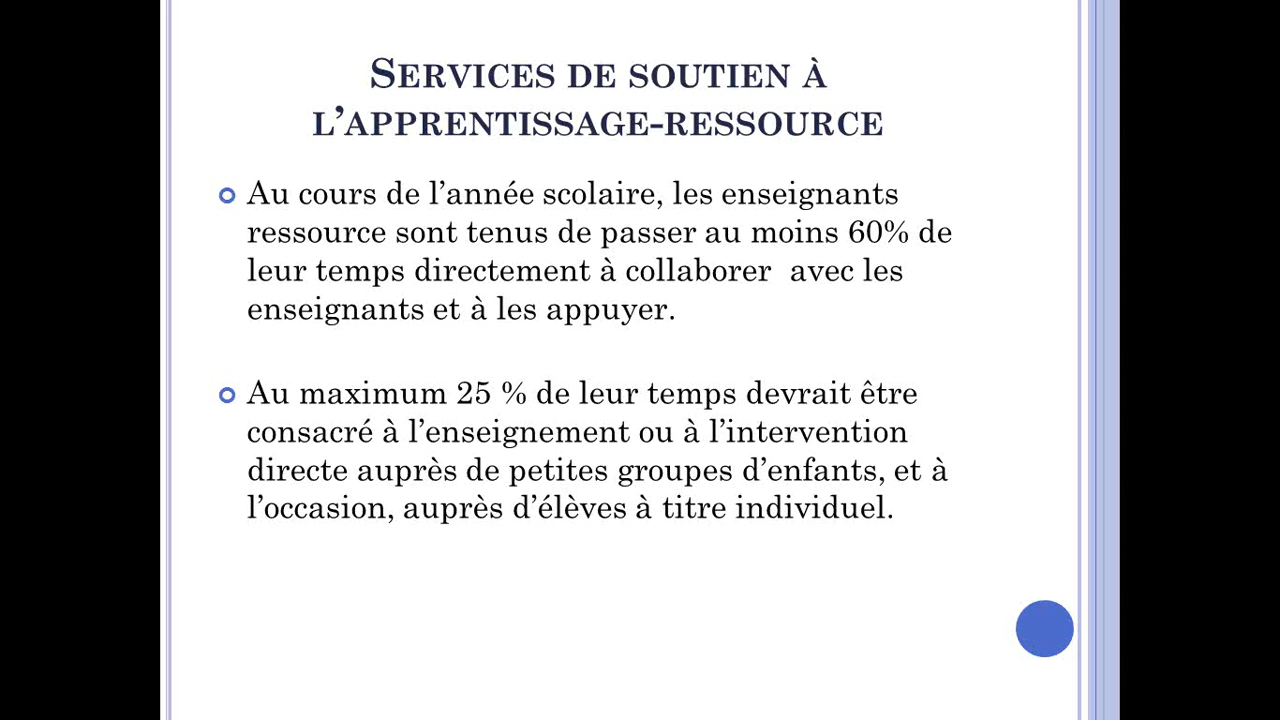 SERVICES DE SOUTIEN À
L’APPRENTISSAGE-RESSOURCE
Au cours de l’année scolaire, les enseignants
ressource sont tenus de passer au moins 60% de
leur temps directement à collaborer  avec les
enseignants et à les appuyer.
Au maximum 25 % de leur temps devrait être
consacré à l’enseignement ou à l’intervention
directe auprès de petites groupes d’enfants, et à
l’occasion, auprès d’élèves à titre individuel.